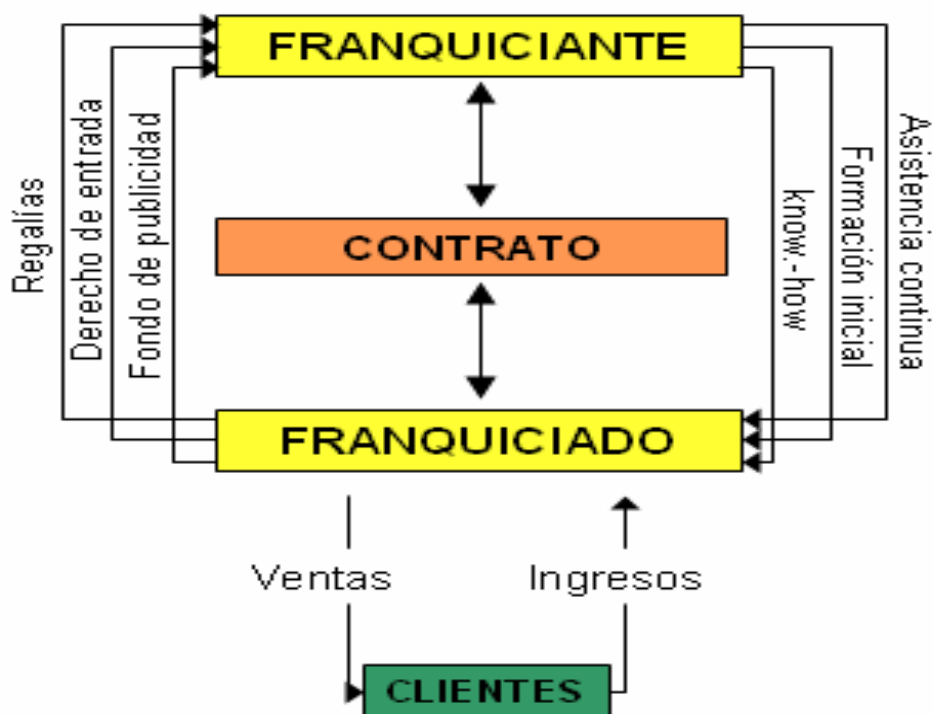 FRANQUICIANTE
Regalías
Derecho de entrada
Fondo de publicidad
CONTRATO
know.-how
Formación inicial
Asistencia continua
FRANQUICIADO
Ventas
Ingresos
CLIENTES